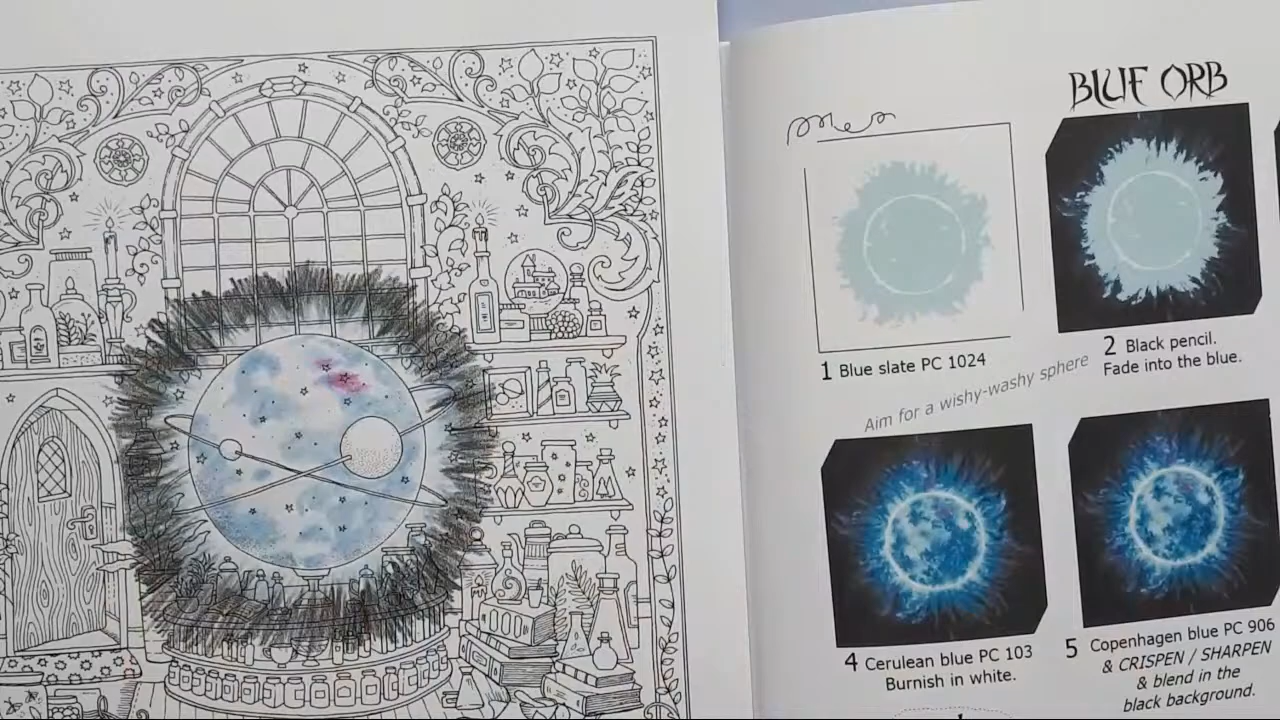 BLUE ORB
1 Blue slate PC 1024
2 Black pencil.
Fade into the blue.
Aim for a wishy-washy sphere
4 Cerulean blue PC 103
Burnish in white.
5 Copenhagen blue PC 906
& CRISPEN / SHARPEN
& blend in the
black background.